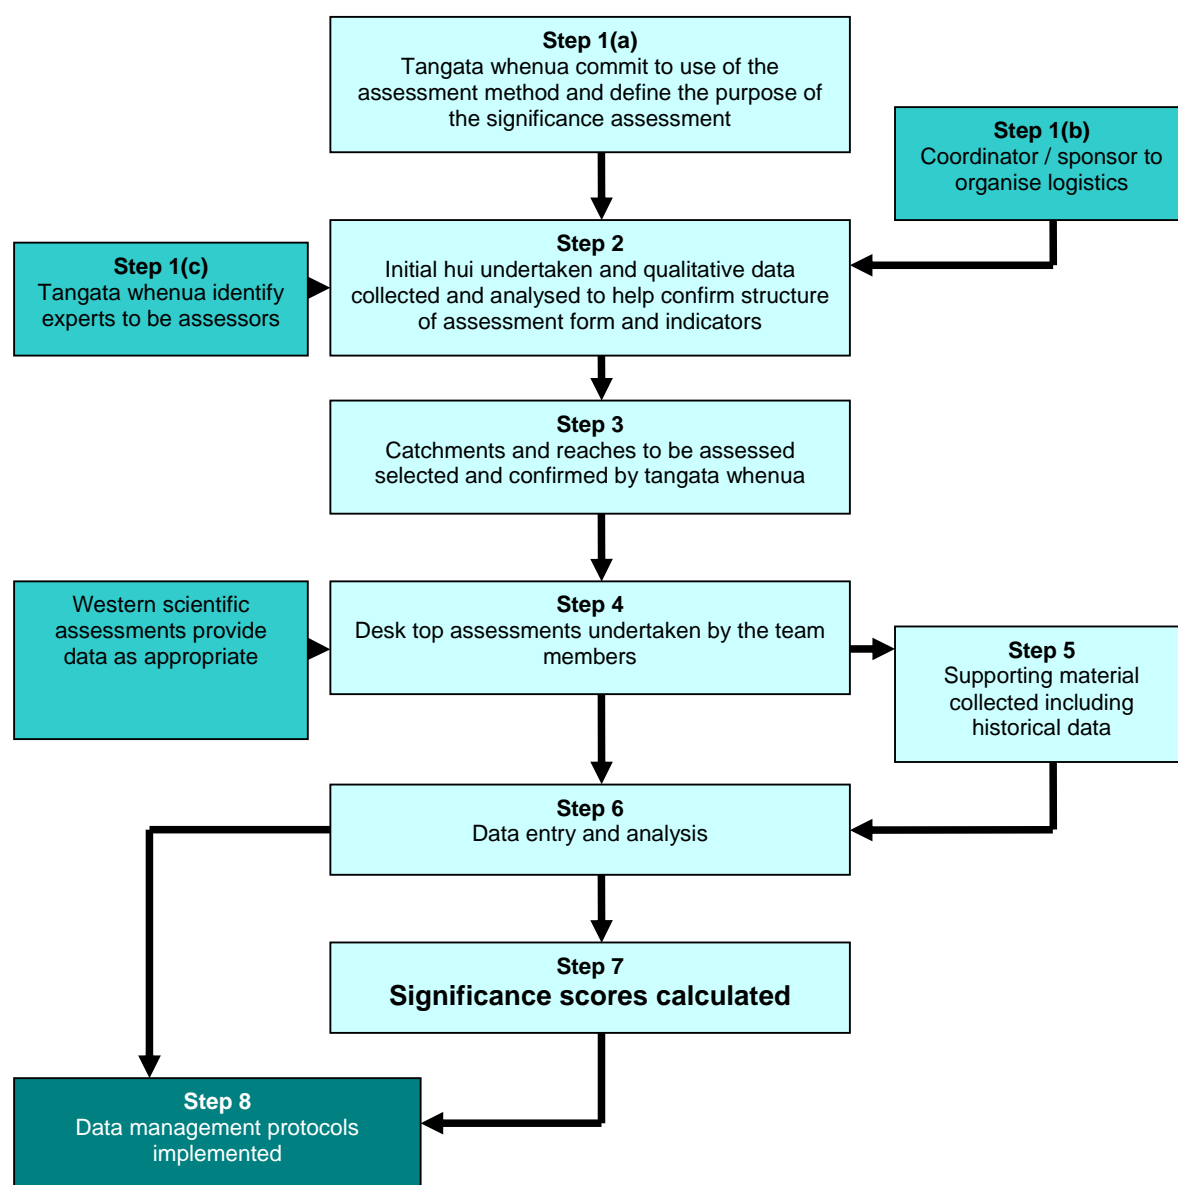 Step 1(a)
Tangata whenua commit to use of the
assessment method and define the purpose of
the significance assessment
Step 1(b)
Coordinator / sponsor to
organise logistics
Step 1(c)
Tangata whenua identify
experts to be assessors
Step 2
Initial hui undertaken and qualitative data
collected and analysed to help confirm structure
of assessment form and indicators
Step 3
Catchments and reaches to be assessed
selected and confirmed by tangata whenua
Western scientific
assessments provide
data as appropriate
Step 4
Desk top assessments undertaken by the team
members
Step 5
Supporting material
collected including
historical data
Step 6
Data entry and analysis
Step 7
Significance scores calculated
Step 8
Data management protocols
implemented